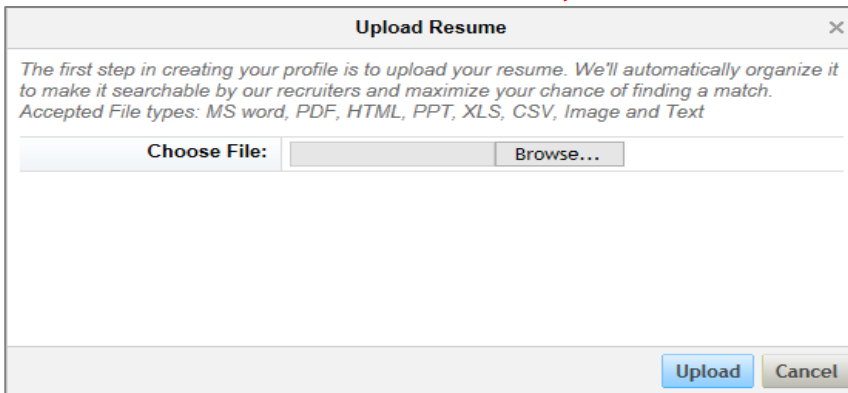 Upload Resume
The first step in creating your profile is to upload your resume. We'll automatically organize it
to make it searchable by our recruiters and maximize your chance of finding a match.
Accepted File types: MS word, PDF, HTML, PPT, XLS, CSV, Image and Text
Choose File: Browse...
Upload Cancel